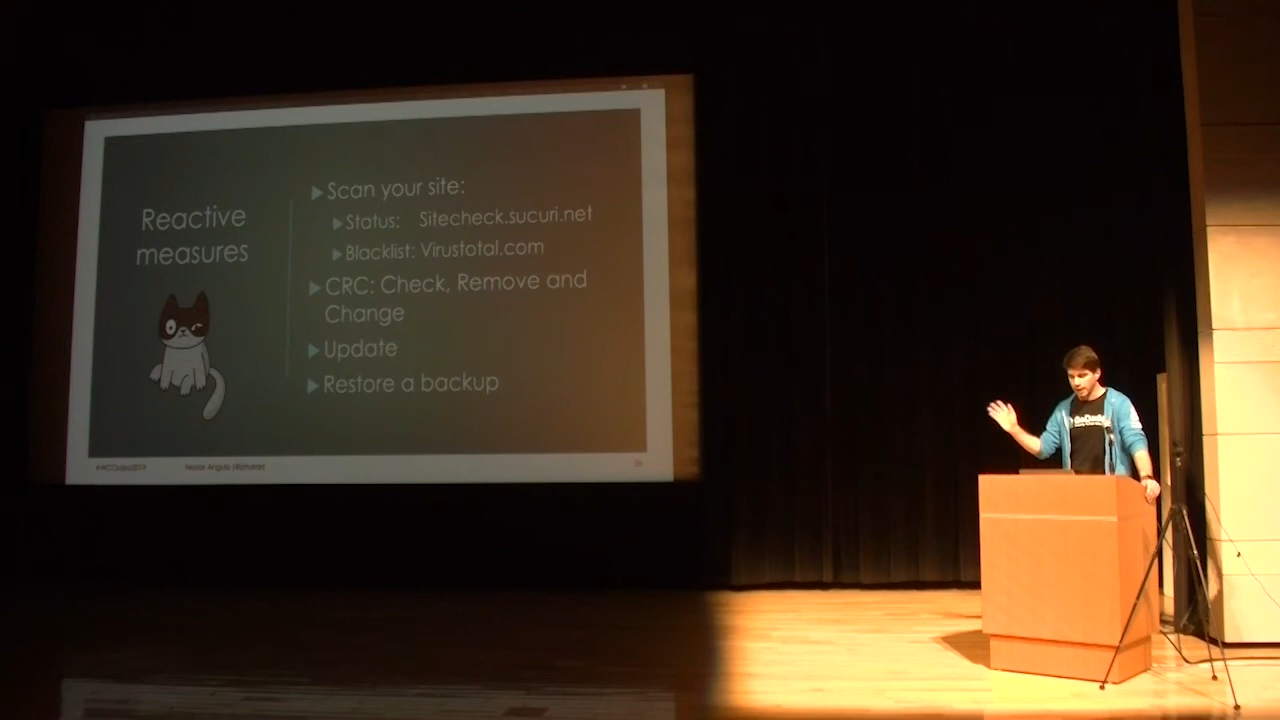 Reactive
measures
Scan your site:
Status: Sitecheck.sucuri.net
Blacklist: Virustotal.com
CRC: Check, Remove and
Change
Update
Restore a backup